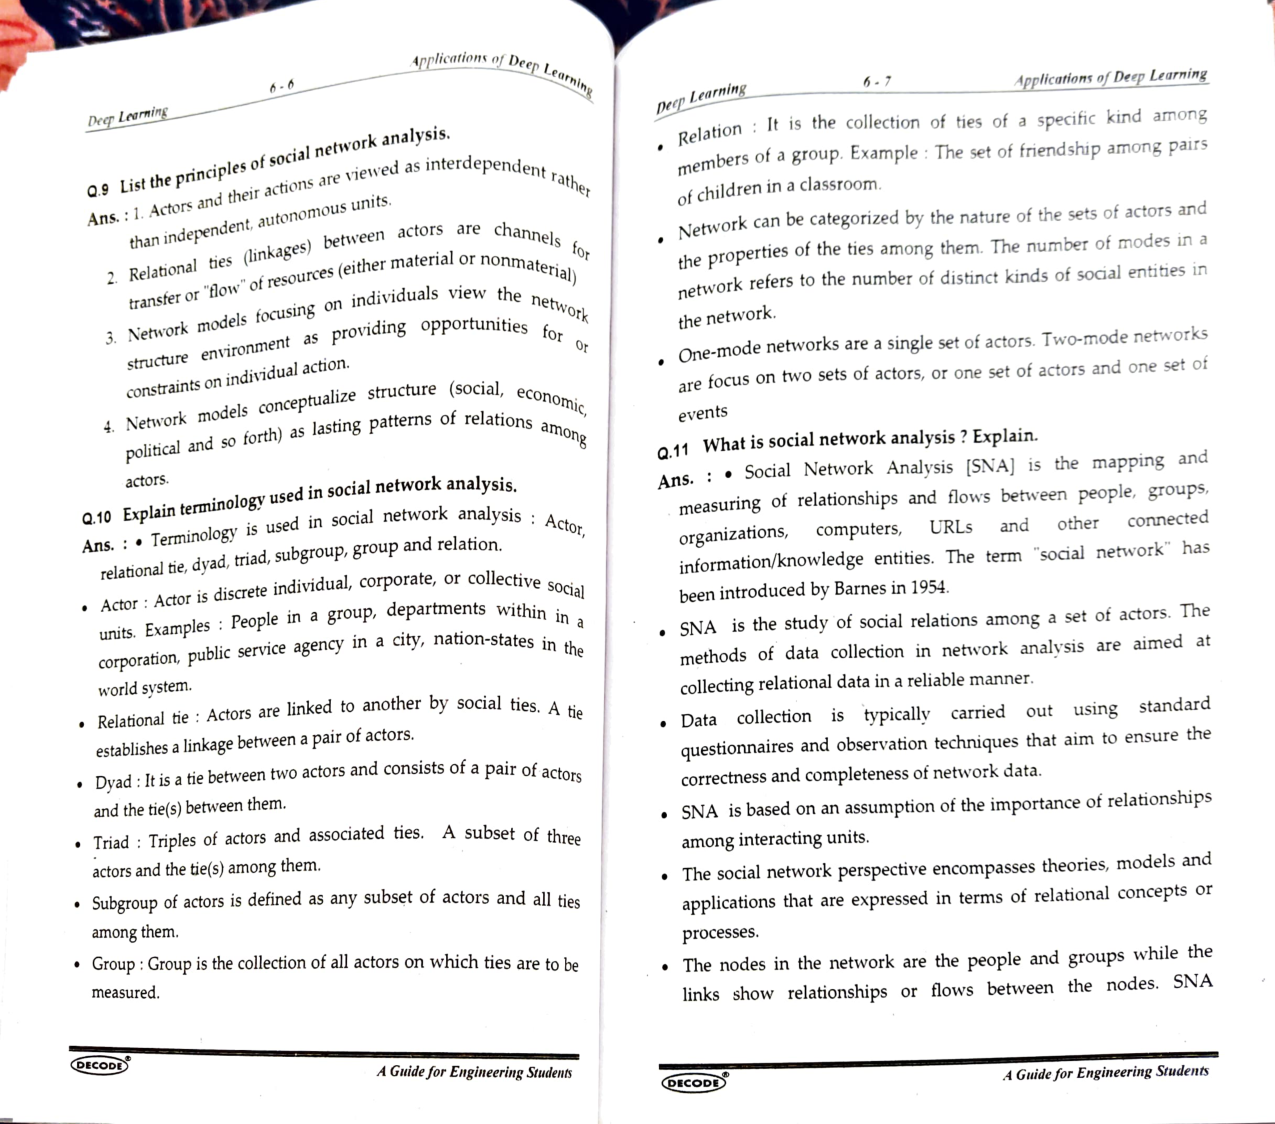 Deep Learning 6 - 6 Applications of Deep Learning
Q.9 List the principles of social network analysis.
Ans. : 1. Actors and their actions are viewed as interdependent rather
than independent, autonomous units.
2. Relational ties (linkages) between actors are channels for
transfer or "flow" of resources (either material or nonmaterial)
3. Network models focusing on individuals view the network
structure environment as providing opportunities for or
constraints on individual action.
4. Network models conceptualize structure (social, economic,
political and so forth) as lasting patterns of relations among
actors.
Q.10 Explain terminology used in social network analysis.
Ans. : • Terminology is used in social network analysis : Actor,
relational tie, dyad, triad, subgroup, group and relation.
• Actor : Actor is discrete individual, corporate, or collective social
units. Examples : People in a group, departments within in a
corporation, public service agency in a city, nation-states in the
world system.
• Relational tie : Actors are linked to another by social ties. A tie
establishes a linkage between a pair of actors.
• Dyad : It is a tie between two actors and consists of a pair of actors
and the tie(s) between them.
• Triad : Triples of actors and associated ties. A subset of three
actors and the tie(s) among them.
• Subgroup of actors is defined as any subset of actors and all ties
among them.
• Group : Group is the collection of all actors on which ties are to be
measured.
DECODE® A Guide for Engineering Students
Deep Learning 6 - 7 Applications of Deep Learning
• Relation : It is the collection of ties of a specific kind among
members of a group. Example : The set of friendship among pairs
of children in a classroom.
• Network can be categorized by the nature of the sets of actors and
the properties of the ties among them. The number of modes in a
network refers to the number of distinct kinds of social entities in
the network.
• One-mode networks are a single set of actors. Two-mode networks
are focus on two sets of actors, or one set of actors and one set of
events
Q.11 What is social network analysis ? Explain.
Ans. : • Social Network Analysis [SNA] is the mapping and
measuring of relationships and flows between people, groups,
organizations, computers, URLs and other connected
information/knowledge entities. The term "social network" has
been introduced by Barnes in 1954.
• SNA is the study of social relations among a set of actors. The
methods of data collection in network analysis are aimed at
collecting relational data in a reliable manner.
• Data collection is typically carried out using standard
questionnaires and observation techniques that aim to ensure the
correctness and completeness of network data.
• SNA is based on an assumption of the importance of relationships
among interacting units.
• The social network perspective encompasses theories, models and
applications that are expressed in terms of relational concepts or
processes.
• The nodes in the network are the people and groups while the
links show relationships or flows between the nodes. SNA
DECODE® A Guide for Engineering Students